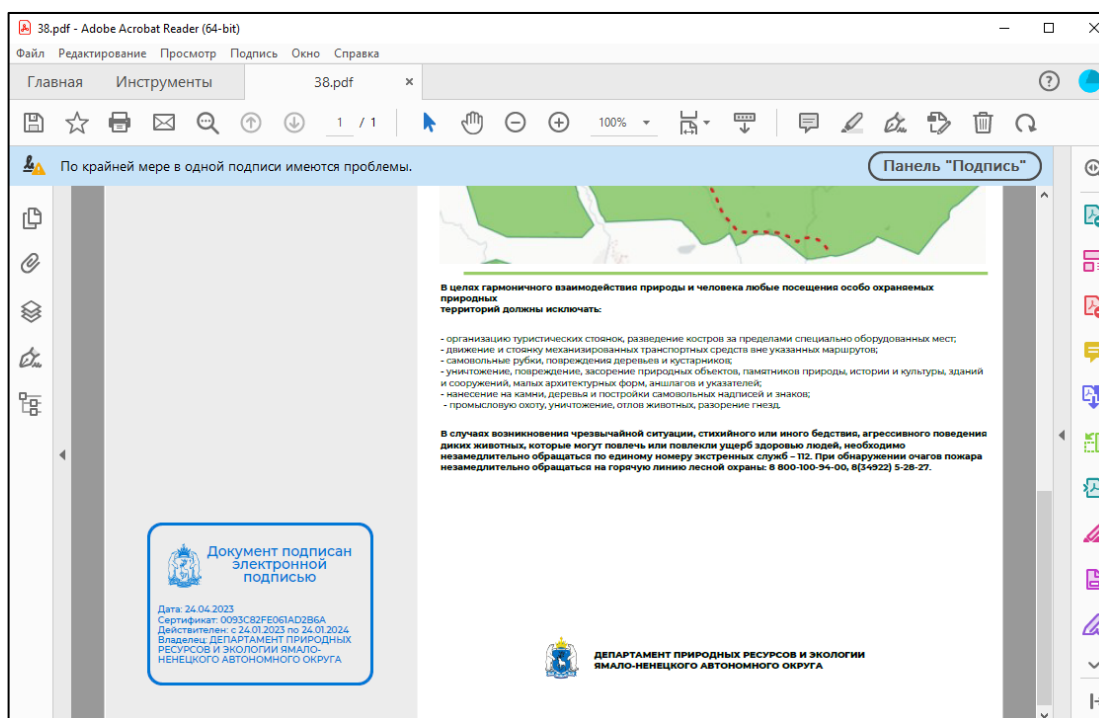 38.pdf - Adobe Acrobat Reader (64-bit)
Файл Редактирование Просмотр Подпись Окно Справка
Главная Инструменты 38.pdf
1 / 1 100%
По крайней мере в одной подписи имеются проблемы.
Панель "Подпись"
В целях гармоничного взаимодействия природы и человека любые посещения особо охраняемых
природных
территорий должны исключать:
- организацию туристических стоянок, разведение костров за пределами специально оборудованных мест;
- движение и стоянку механизированных транспортных средств вне указанных маршрутов;
- самовольные рубки, повреждения деревьев и кустарников;
- уничтожение, повреждение, засорение природных объектов, памятников природы, истории и культуры, зданий
и сооружений, малых архитектурных форм, аншлагов и указателей;
- нанесение на камни, деревья и постройки самовольных надписей и знаков;
- промысловую охоту, уничтожение, отлов животных, разорение гнезд.
В случаях возникновения чрезвычайной ситуации, стихийного или иного бедствия, агрессивного поведения
диких животных, которые могут повлечь или повлекли ущерб здоровью людей, необходимо
незамедлительно обращаться по единому номеру экстренных служб – 112. При обнаружении очагов пожара
незамедлительно обращаться на горячую линию лесной охраны: 8 800-100-94-00, 8(34922) 5-28-27.
Документ подписан
электронной
подписью
Дата: 24.04.2023
Сертификат: 0093C82FE061AD2B6A
Действителен: с 24.01.2023 по 24.01.2024
Владелец: ДЕПАРТАМЕНТ ПРИРОДНЫХ
РЕСУРСОВ И ЭКОЛОГИИ ЯМАЛО-
НЕНЕЦКОГО АВТОНОМНОГО ОКРУГА
ДЕПАРТАМЕНТ ПРИРОДНЫХ РЕСУРСОВ И ЭКОЛОГИИ
ЯМАЛО-НЕНЕЦКОГО АВТОНОМНОГО ОКРУГА